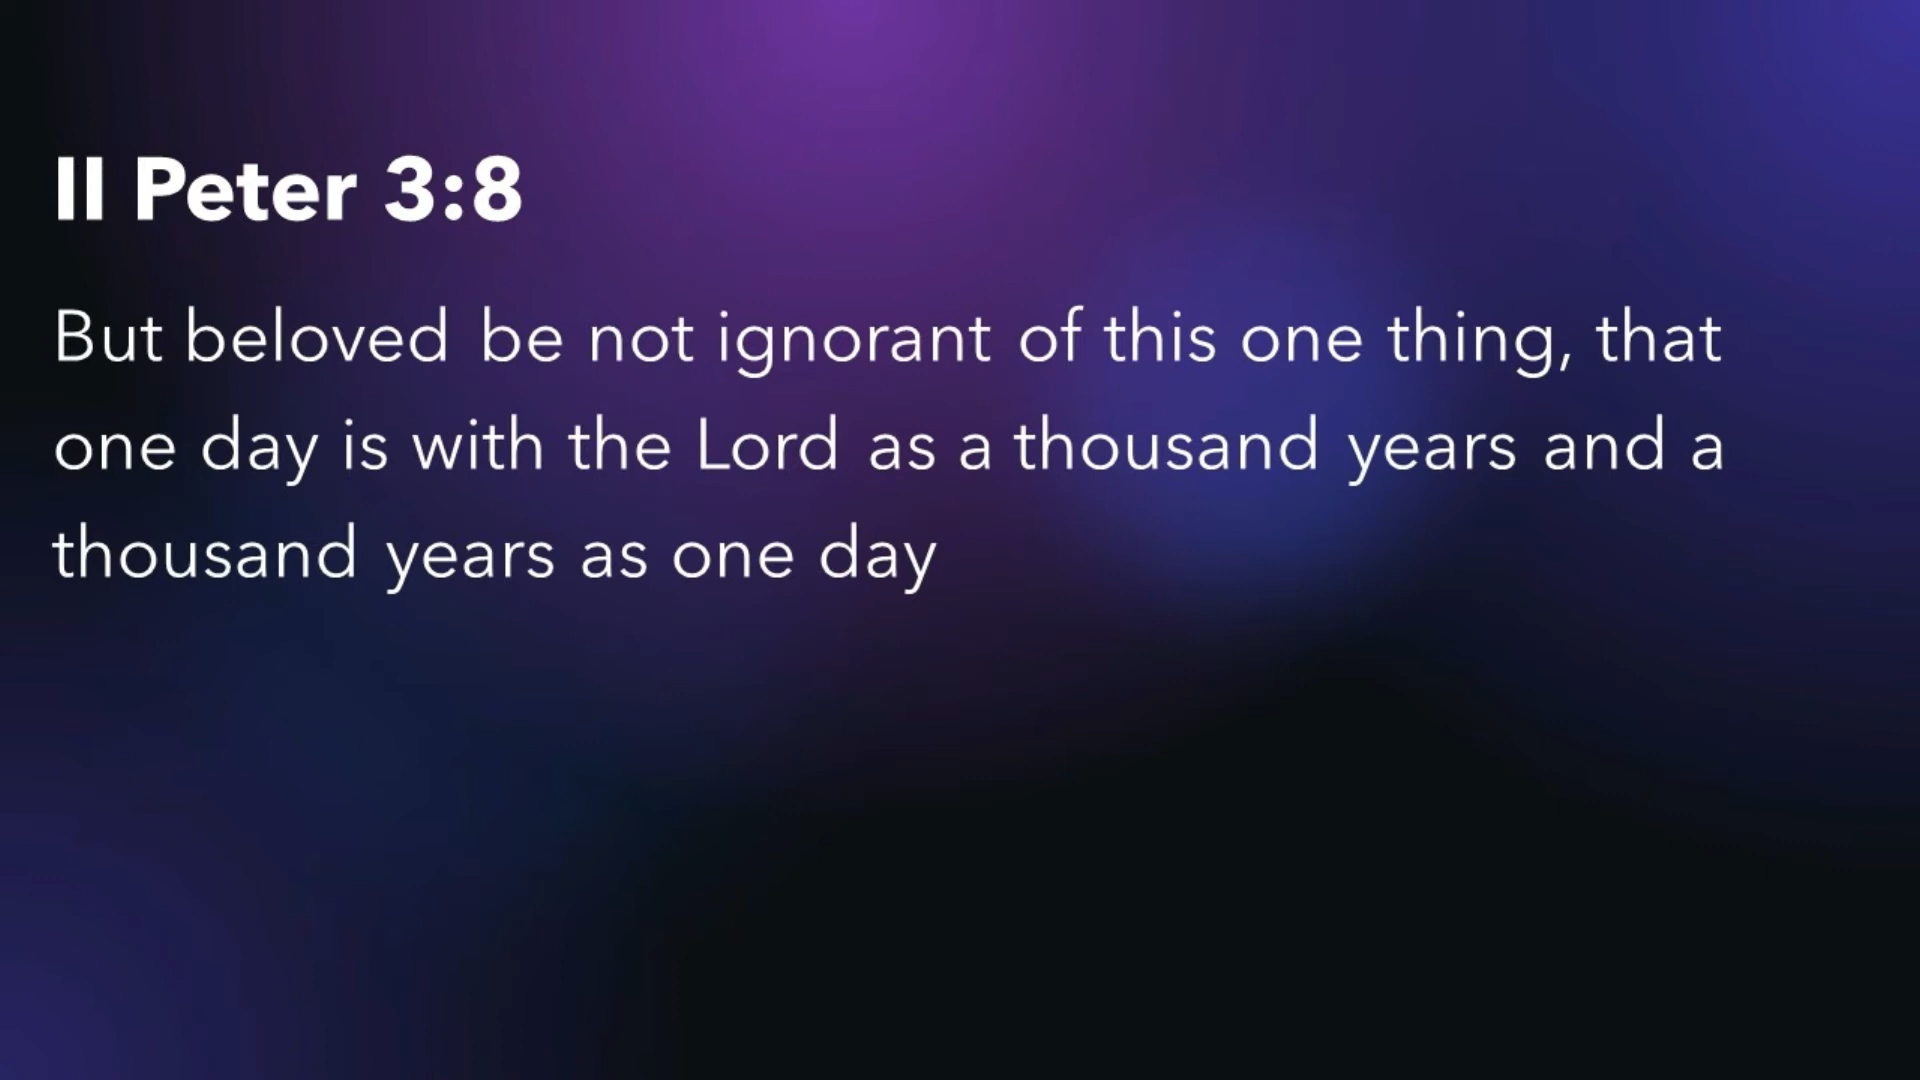 II Peter 3:8
But beloved be not ignorant of this one thing, that
one day is with the Lord as a thousand years and a
thousand years as one day